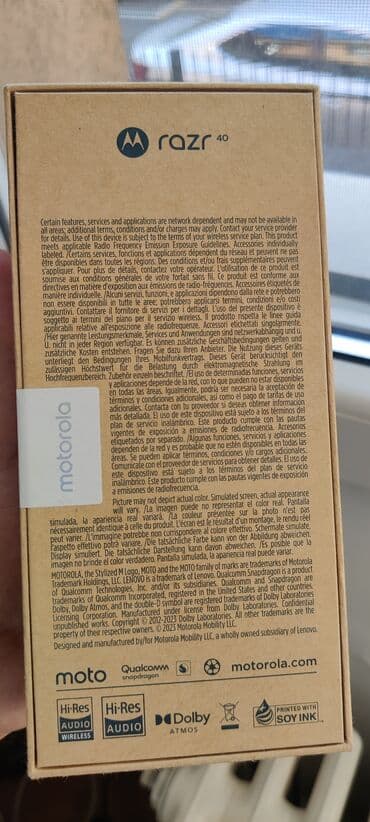 razr 40
Certain features, services and applications are network dependent and may not be available in
all areas; additional terms, conditions and/or charges may apply. Contact your service provider
for details. Use of this device is subject to the terms of your wireless service plan. This product
meets applicable Radio Frequency Emission Exposure Guidelines. Accessories individually
labeled. /Certains services, fonctions et applications dépendent du réseau et peuvent ne pas
être disponibles dans toutes les régions. Des conditions et/ou frais supplémentaires peuvent
s'appliquer. Pour plus de détails, contactez votre opérateur. L'utilisation de ce produit est
soumise aux conditions générales de votre forfait sans fil. Ce produit est conforme aux
directives en matière d'exposition aux émissions de radio-fréquences. Accessoires étiquetés de
manière individuelle. /Alcuni servizi, funzioni, e applicazioni dipendono dalla rete e potrebbero
non essere disponibili in tutte le aree; potrebbero applicarsi termini, condizioni e/o costi
aggiuntivi. Contattare il fornitore di servizi per i dettagli. L'uso del presente dispositivo è
soggetto ai termini del piano per il servizio wireless. Il prodotto rispetta le linee guida
applicabili relative all'esposizione alle radiofrequenze. Accessori etichettati singolarmente.
/Hier genannte Leistungsmerkmale, Services und Anwendungen sind netzwerkabhängig und u.
U. nicht in jeder Region verfügbar. Es können zusätzliche Geschäftsbedingungen gelten und
zusätzliche Kosten entstehen. Fragen Sie dazu Ihren Anbieter. Die Nutzung dieses Geräts
unterliegt den Bedingungen Ihres Mobilfunkvertrags. Dieses Gerät berücksichtigt den
zulässigen Höchstwert für die Belastung durch elektromagnetische Strahlung im
Hochfrequenzbereich. Zubehör einzeln beschriftet. /El uso de determinadas funciones, servicios
y aplicaciones depende de la red, con lo que pueden no estar disponibles
en todas las áreas. Igualmente, podría ser necesaria la aceptación de
términos y condiciones adicionales, así como el pago de tarifas de uso
adicionales. Contacta con tu proveedor si deseas obtener información
más detallada. El uso de este dispositivo está sujeto a los términos del
plan de servicio inalámbrico. Este producto cumple con las pautas
vigentes de exposición a emisiones de radiofrecuencia. Accesorios
etiquetados por separado. /Algunas funciones, servicios y aplicaciones
dependen de la red y es probable que no estén disponibles en todas las
áreas. Se pueden aplicar términos, condiciones y/o cargos adicionales.
Comunícate con el proveedor de servicios para obtener detalles. El uso de
este dispositivo está sujeto a los términos del plan de servicio
inalámbrico. Este producto cumple con las pautas vigentes de exposición
a emisiones de radiofrecuencia.
motorola
Picture may not depict actual color. Simulated screen, actual appearance
will vary. /La imagen puede no representar el color real. Pantalla
simulada, la apariencia real variará. /La couleur présentée sur la photo n'est pas
nécessairement identique à celle du produit. L'écran est le résultat d'un montage, le rendu réel
peut varier. /L'immagine potrebbe non corrispondere al colore effettivo. Schermate simulate,
l'aspetto effettivo potrà variare. /Die tatsächliche Farbe kann von der Abbildung abweichen.
Display simuliert. Die tatsächliche Darstellung kann davon abweichen. /Es posible que la
imagen no brinde el color verdadero. Pantalla simulada, la apariencia real puede variar.
MOTOROLA, the Stylized M Logo, MOTO and the MOTO family of marks are trademarks of Motorola
Trademark Holdings, LLC. LENOVO is a trademark of Lenovo. Qualcomm Snapdragon is a product
of Qualcomm Technologies, Inc. and/or its subsidiaries. Qualcomm and Snapdragon are
trademarks of Qualcomm Incorporated, registered in the United States and other countries.
Dolby, Dolby Atmos, and the double-D symbol are registered trademarks of Dolby Laboratories
Licensing Corporation. Manufactured under license from Dolby Laboratories. Confidential
unpublished works. Copyright © 2012-2023 Dolby Laboratories. All other trademarks are the
property of their respective owners. © 2023 Motorola Mobility LLC.
Designed and manufactured by/for Motorola Mobility LLC, a wholly owned subsidiary of Lenovo.
moto Qualcomm snapdragon motorola.com
Hi-Res AUDIO WIRELESS
Hi-Res AUDIO
Dolby ATMOS
PRINTED WITH SOY INK